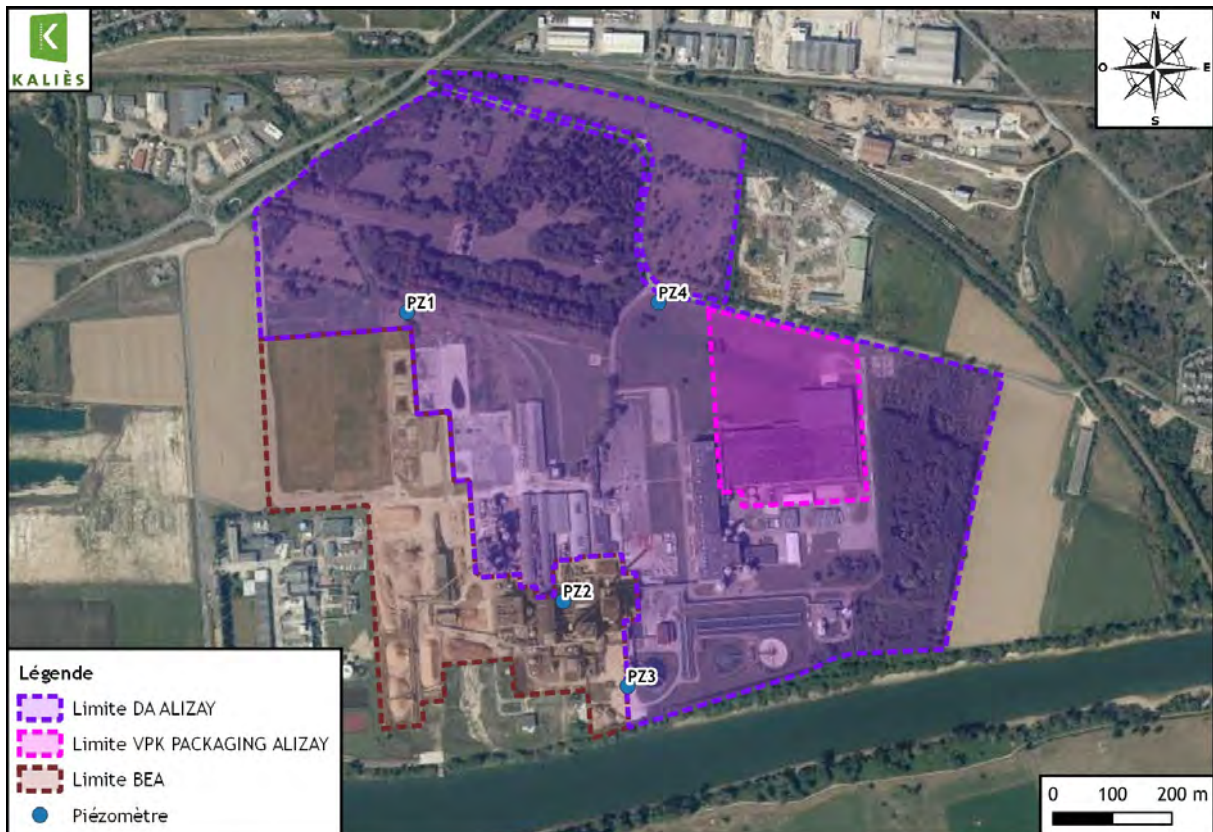 KALIÈS
N
O
E
S
PZ1
PZ4
PZ2
PZ3
Légende
Limite DA ALIZAY
Limite VPK PACKAGING ALIZAY
Limite BEA
Piézomètre
0 100 200 m